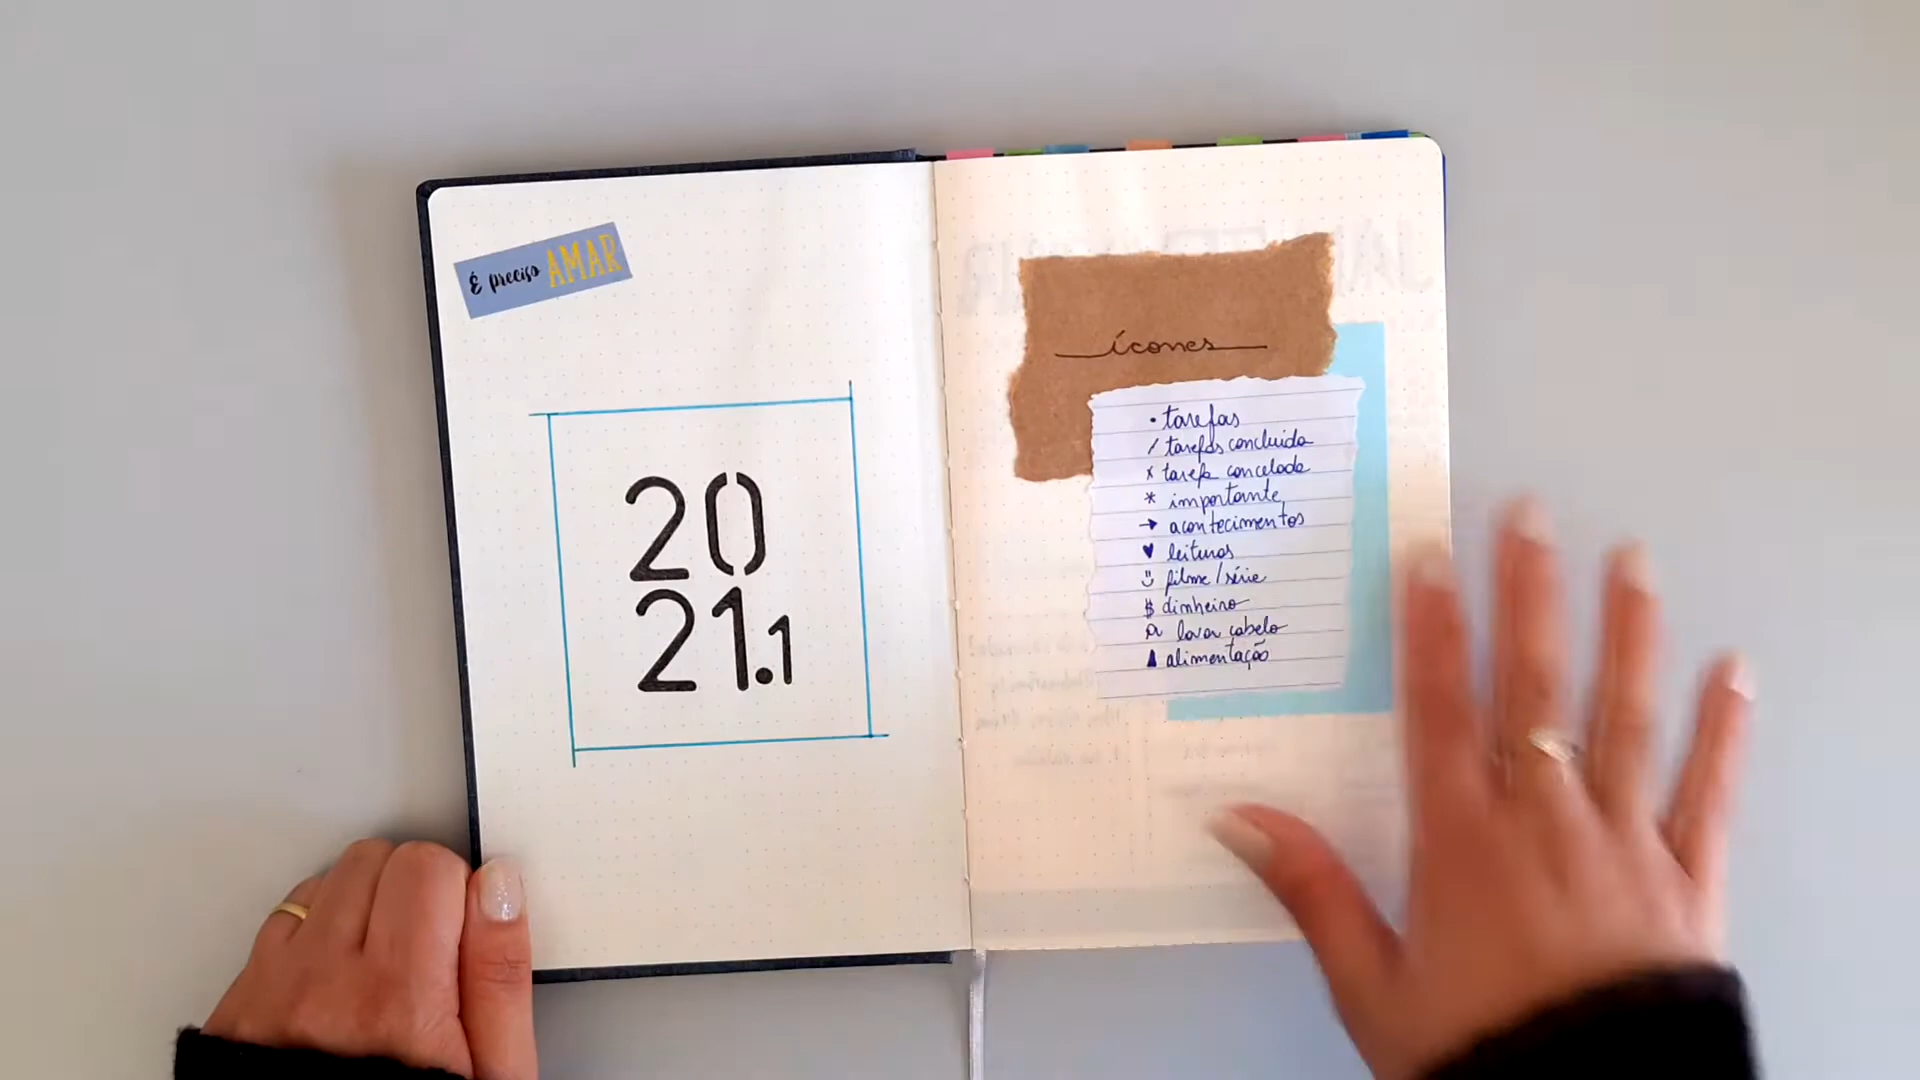 É preciso AMAR
20
21.1
ícones
• tarefas
/ tarefas concluida
x tarefa cancelada
* importante
→ acontecimentos
♥ leituras
filme/série
$ dinheiro
lavar cabelo
▲ alimentação